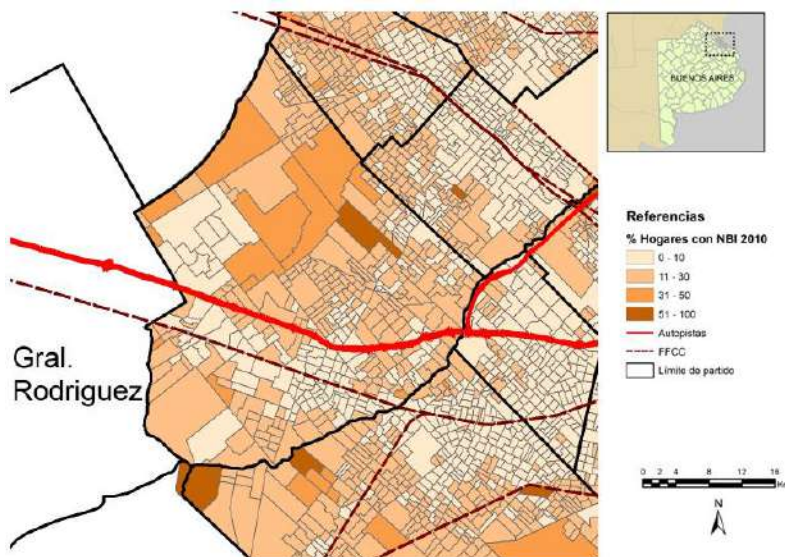 BUENOS AIRES
Gral.
Rodriguez
Referencias
% Hogares con NBI 2010
0 - 10
11 - 30
31 - 50
51 - 100
Autopistas
FFCC
Límite de partido
0 2 4 8 12 16
Km
N